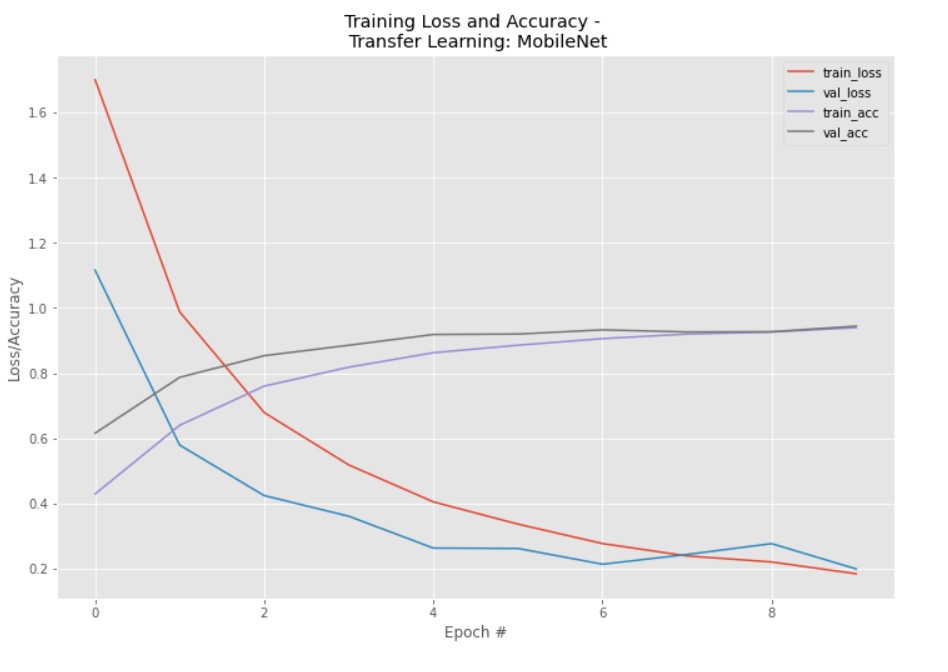 Training Loss and Accuracy -
Transfer Learning: MobileNet
train_loss
val_loss
train_acc
val_acc
Loss/Accuracy
1.6
1.4
1.2
1.0
0.8
0.6
0.4
0.2
0 2 4 6 8
Epoch #